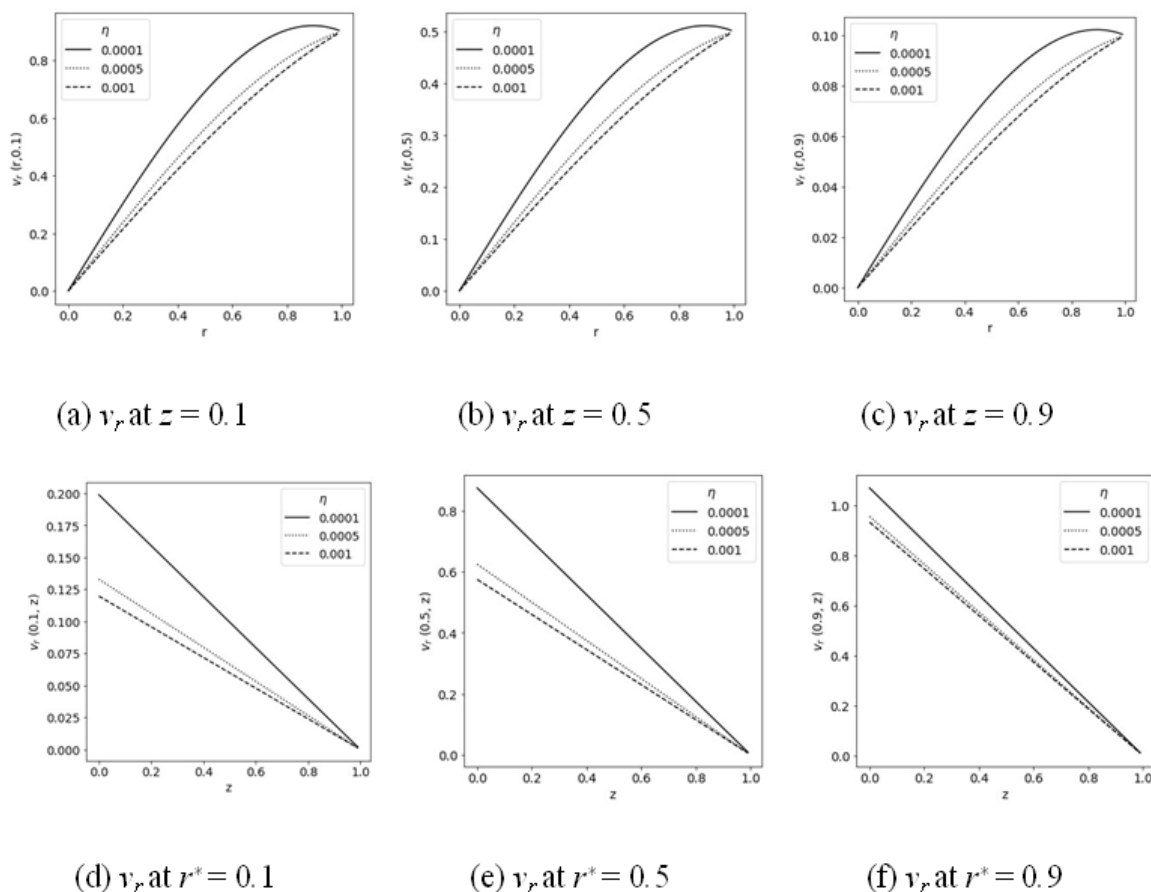 η
0.0001
0.0005
0.001
v_r (r,0.1)
0.8
0.6
0.4
0.2
0.0
0.0 0.2 0.4 0.6 0.8 1.0
r
η
0.0001
0.0005
0.001
v_r (r,0.5)
0.5
0.4
0.3
0.2
0.1
0.0
0.0 0.2 0.4 0.6 0.8 1.0
r
η
0.0001
0.0005
0.001
v_r (r,0.9)
0.10
0.08
0.06
0.04
0.02
0.00
0.0 0.2 0.4 0.6 0.8 1.0
r
(a) v_r at z = 0.1
(b) v_r at z = 0.5
(c) v_r at z = 0.9
η
0.0001
0.0005
0.001
v_r (0.1, z)
0.200
0.175
0.150
0.125
0.100
0.075
0.050
0.025
0.000
0.0 0.2 0.4 0.6 0.8 1.0
z
η
0.0001
0.0005
0.001
v_r (0.5, z)
0.8
0.6
0.4
0.2
0.0
0.0 0.2 0.4 0.6 0.8 1.0
z
η
0.0001
0.0005
0.001
v_r (0.9, z)
1.0
0.8
0.6
0.4
0.2
0.0
0.0 0.2 0.4 0.6 0.8 1.0
z
(d) v_r at r* = 0.1
(e) v_r at r* = 0.5
(f) v_r at r* = 0.9